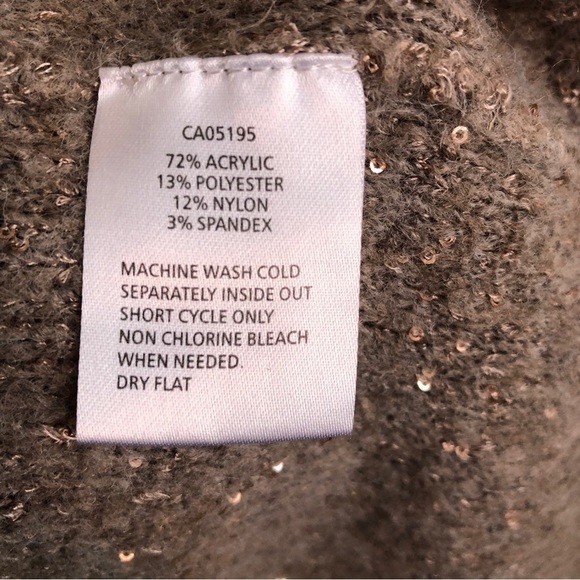 CA05195
72% ACRYLIC
13% POLYESTER
12% NYLON
3% SPANDEX
MACHINE WASH COLD
SEPARATELY INSIDE OUT
SHORT CYCLE ONLY
NON CHLORINE BLEACH
WHEN NEEDED.
DRY FLAT